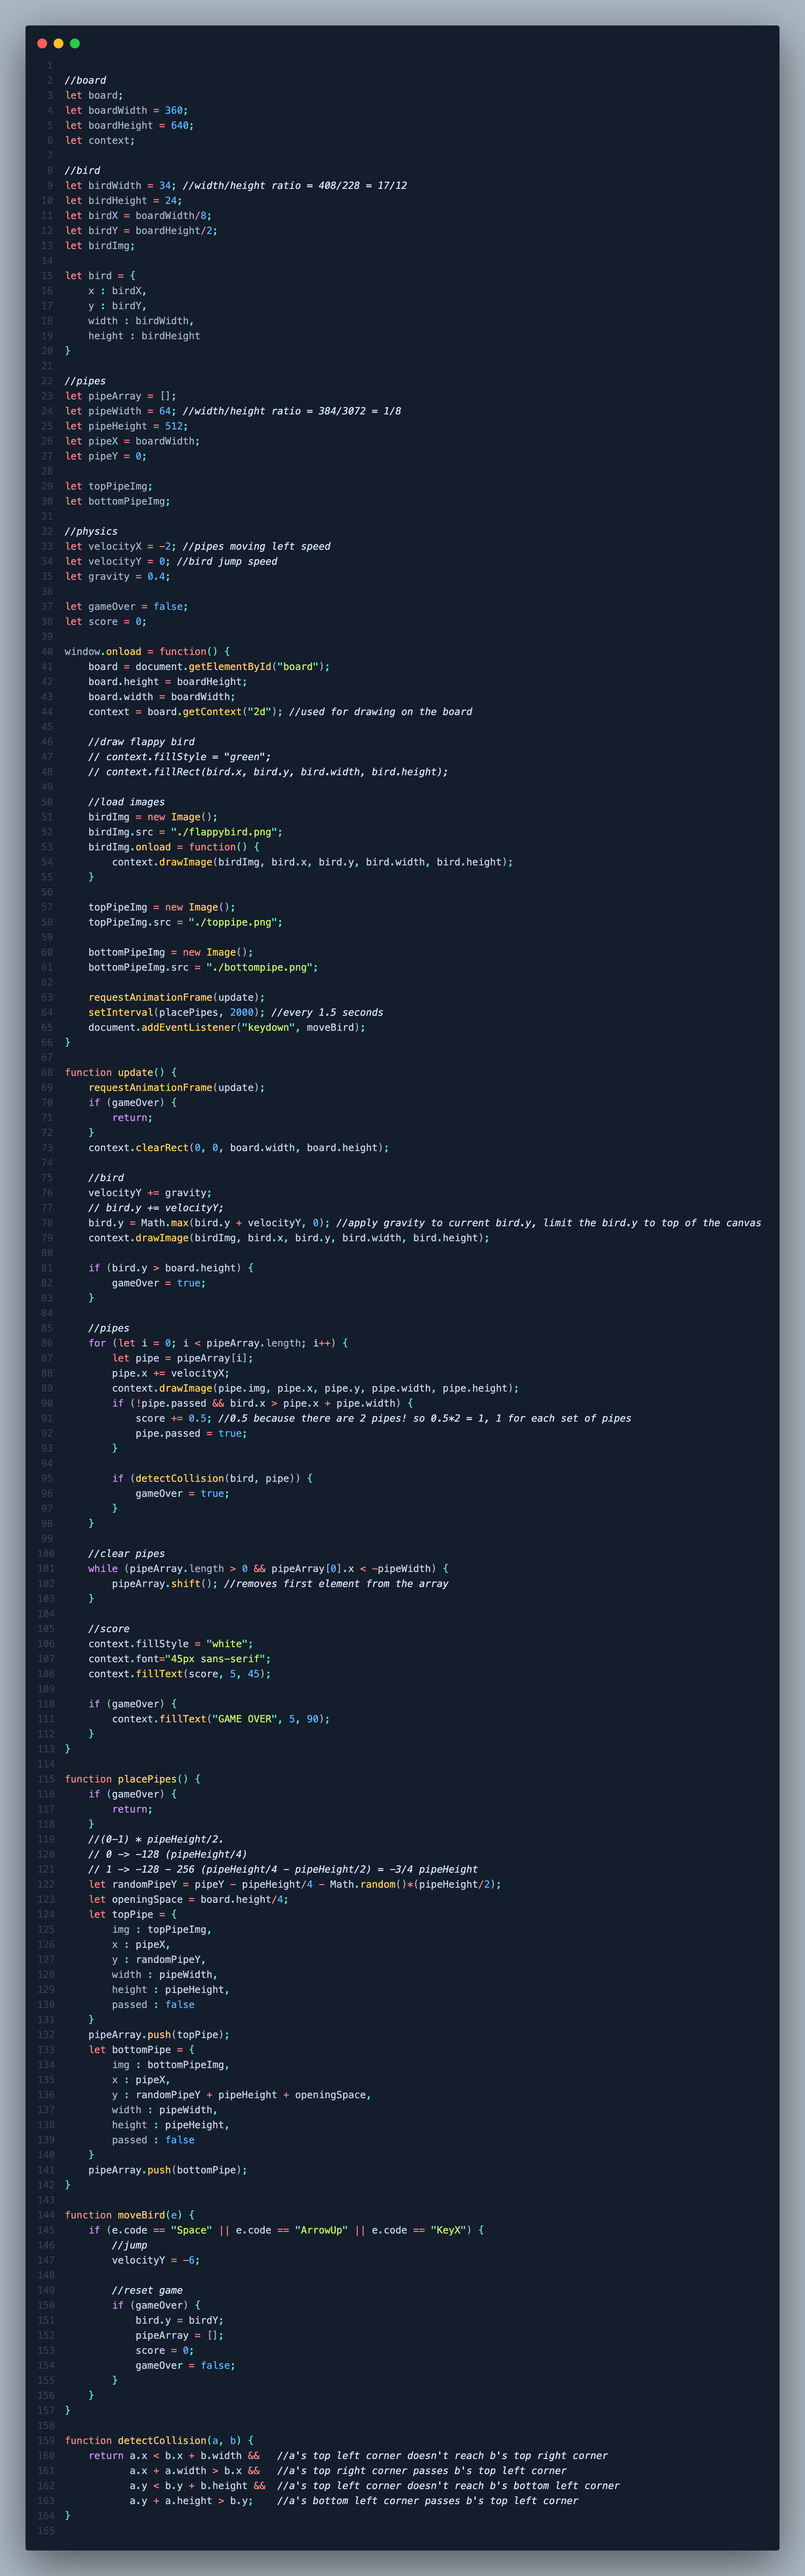 1
2 //board
3 let board;
4 let boardWidth = 360;
5 let boardHeight = 640;
6 let context;
7
8 //bird
9 let birdWidth = 34; //width/height ratio = 408/228 = 17/12
10 let birdHeight = 24;
11 let birdX = boardWidth/8;
12 let birdY = boardHeight/2;
13 let birdImg;
14
15 let bird = {
16     x : birdX,
17     y : birdY,
18     width : birdWidth,
19     height : birdHeight
20 }
21
22 //pipes
23 let pipeArray = [];
24 let pipeWidth = 64; //width/height ratio = 384/3072 = 1/8
25 let pipeHeight = 512;
26 let pipeX = boardWidth;
27 let pipeY = 0;
28
29 let topPipeImg;
30 let bottomPipeImg;
31
32 //physics
33 let velocityX = -2; //pipes moving left speed
34 let velocityY = 0; //bird jump speed
35 let gravity = 0.4;
36
37 let gameOver = false;
38 let score = 0;
39
40 window.onload = function() {
41     board = document.getElementById("board");
42     board.height = boardHeight;
43     board.width = boardWidth;
44     context = board.getContext("2d"); //used for drawing on the board
45
46     //draw flappy bird
47     // context.fillStyle = "green";
48     // context.fillRect(bird.x, bird.y, bird.width, bird.height);
49
50     //load images
51     birdImg = new Image();
52     birdImg.src = "./flappybird.png";
53     birdImg.onload = function() {
54         context.drawImage(birdImg, bird.x, bird.y, bird.width, bird.height);
55     }
56
57     topPipeImg = new Image();
58     topPipeImg.src = "./toppipe.png";
59
60     bottomPipeImg = new Image();
61     bottomPipeImg.src = "./bottompipe.png";
62
63     requestAnimationFrame(update);
64     setInterval(placePipes, 2000); //every 1.5 seconds
65     document.addEventListener("keydown", moveBird);
66 }
67
68 function update() {
69     requestAnimationFrame(update);
70     if (gameOver) {
71         return;
72     }
73     context.clearRect(0, 0, board.width, board.height);
74
75     //bird
76     velocityY += gravity;
77     // bird.y += velocityY;
78     bird.y = Math.max(bird.y + velocityY, 0); //apply gravity to current bird.y, limit the bird.y to top of the canvas
79     context.drawImage(birdImg, bird.x, bird.y, bird.width, bird.height);
80
81     if (bird.y > board.height) {
82         gameOver = true;
83     }
84
85     //pipes
86     for (let i = 0; i < pipeArray.length; i++) {
87         let pipe = pipeArray[i];
88         pipe.x += velocityX;
89         context.drawImage(pipe.img, pipe.x, pipe.y, pipe.width, pipe.height);
90         if (!pipe.passed && bird.x > pipe.x + pipe.width) {
91             score += 0.5; //0.5 because there are 2 pipes! so 0.5*2 = 1, 1 for each set of pipes
92             pipe.passed = true;
93         }
94
95         if (detectCollision(bird, pipe)) {
96             gameOver = true;
97         }
98     }
99
100     //clear pipes
101     while (pipeArray.length > 0 && pipeArray[0].x < -pipeWidth) {
102         pipeArray.shift(); //removes first element from the array
103     }
104
105     //score
106     context.fillStyle = "white";
107     context.font="45px sans-serif";
108     context.fillText(score, 5, 45);
109
110     if (gameOver) {
111         context.fillText("GAME OVER", 5, 90);
112     }
113 }
114
115 function placePipes() {
116     if (gameOver) {
117         return;
118     }
119     //(0-1) * pipeHeight/2.
120     // 0 -> -128 (pipeHeight/4)
121     // 1 -> -128 - 256 (pipeHeight/4 - pipeHeight/2) = -3/4 pipeHeight
122     let randomPipeY = pipeY - pipeHeight/4 - Math.random()*(pipeHeight/2);
123     let openingSpace = board.height/4;
124     let topPipe = {
125         img : topPipeImg,
126         x : pipeX,
127         y : randomPipeY,
128         width : pipeWidth,
129         height : pipeHeight,
130         passed : false
131     }
132     pipeArray.push(topPipe);
133     let bottomPipe = {
134         img : bottomPipeImg,
135         x : pipeX,
136         y : randomPipeY + pipeHeight + openingSpace,
137         width : pipeWidth,
138         height : pipeHeight,
139         passed : false
140     }
141     pipeArray.push(bottomPipe);
142 }
143
144 function moveBird(e) {
145     if (e.code == "Space" || e.code == "ArrowUp" || e.code == "KeyX") {
146         //jump
147         velocityY = -6;
148
149         //reset game
150         if (gameOver) {
151             bird.y = birdY;
152             pipeArray = [];
153             score = 0;
154             gameOver = false;
155         }
156     }
157 }
158
159 function detectCollision(a, b) {
160     return a.x < b.x + b.width &&   //a's top left corner doesn't reach b's top right corner
161            a.x + a.width > b.x &&   //a's top right corner passes b's top left corner
162            a.y < b.y + b.height &&  //a's top left corner doesn't reach b's bottom left corner
163            a.y + a.height > b.y;    //a's bottom left corner passes b's top left corner
164 }
165